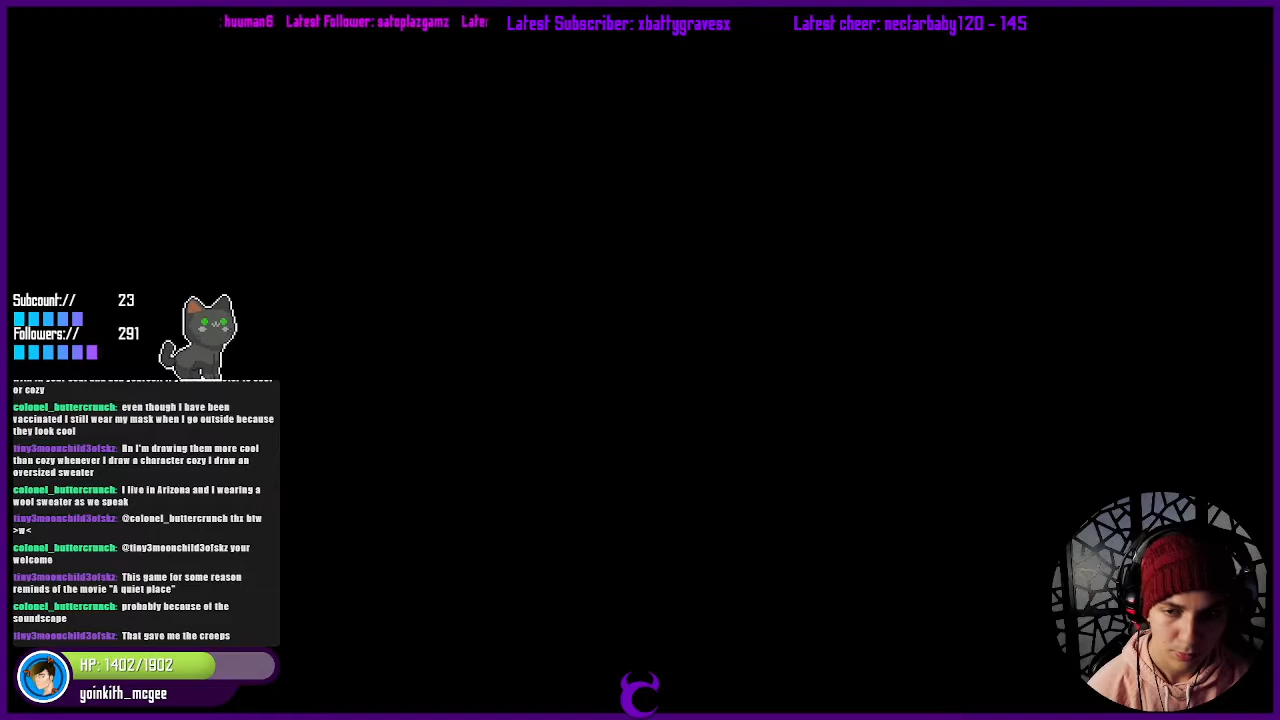 huuman6 Latest Follower: satoplazgamz Late
Latest Subscriber: xbattygravesx
Latest cheer: nectarbaby120 - 145
Subcount:// 23
Followers:// 291
or cozy
colonel_buttercrunch: even though I have been
vaccinated I still wear my mask when I go outside because
they look cool
tiny3moonchild3ofskz: Rn I'm drawing them more cool
than cozy whenever I draw a character cozy I draw an
oversized sweater
colonel_buttercrunch: I live in Arizona and I wearing a
wool sweater as we speak
tiny3moonchild3ofskz: @colonel_buttercrunch thx btw
>w<
colonel_buttercrunch: @tiny3moonchild3ofskz your
welcome
tiny3moonchild3ofskz: This game for some reason
reminds of the movie "A quiet place"
colonel_buttercrunch: probably because of the
soundscape
tiny3moonchild3ofskz: That gave me the creeps
HP: 1402/1902
yoinkith_mcgee